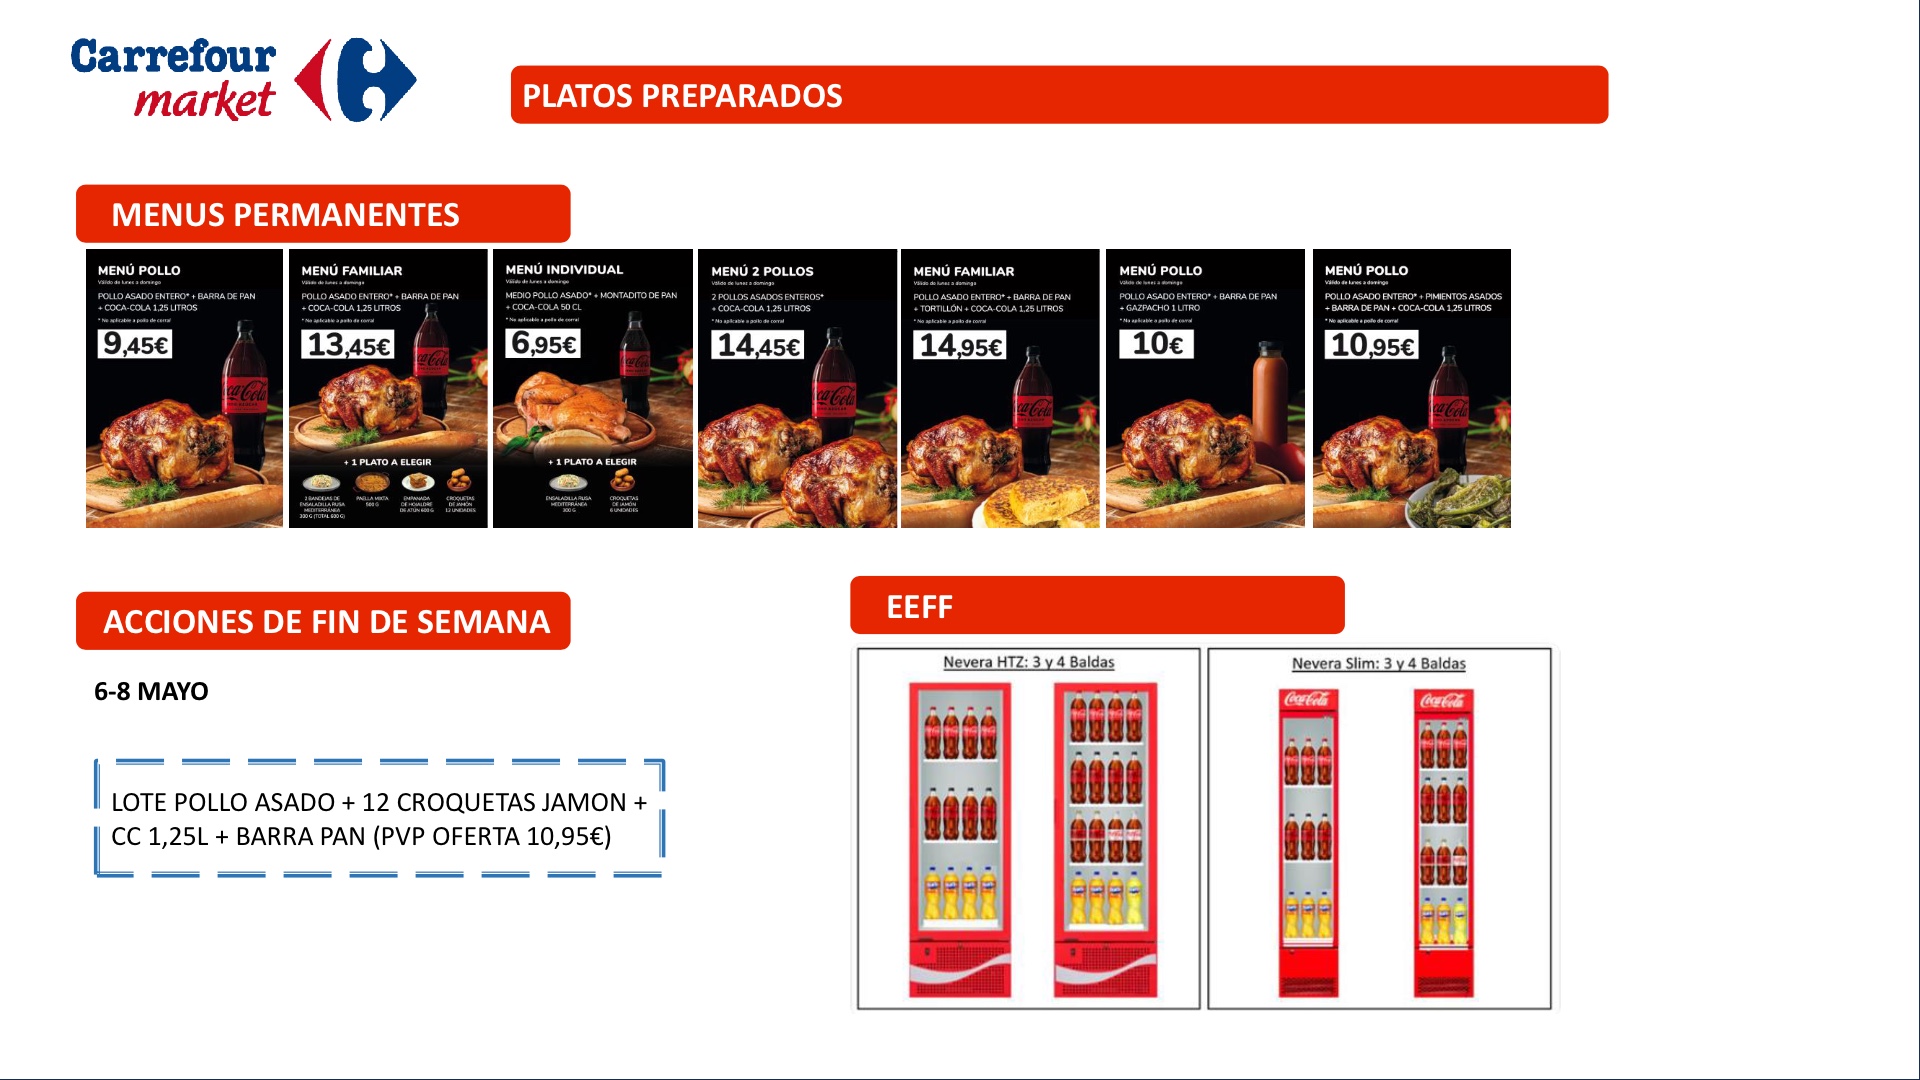 Carrefour
market
PLATOS PREPARADOS
MENUS PERMANENTES
MENÚ POLLO
Válido de lunes a domingo
POLLO ASADO ENTERO* + BARRA DE PAN
+ COCA-COLA 1,25 LITROS
* No aplicable a pollo de corral
9,45€
MENÚ FAMILIAR
Válido de lunes a domingo
POLLO ASADO ENTERO* + BARRA DE PAN
+ COCA-COLA 1,25 LITROS
* No aplicable a pollo de corral
13,45€
+ 1 PLATO A ELEGIR
2 BANDEJAS DE
ENSALADILLA RUSA
MEDITERRÁNEA
300 G (TOTAL 600 G)
PAELLA MIXTA
500 G
EMPANADA
DE HOJALDRE
DE ATÚN 600 G
CROQUETAS
DE JAMÓN
12 UNIDADES
MENÚ INDIVIDUAL
Válido de lunes a domingo
MEDIO POLLO ASADO* + MONTADITO DE PAN
+ COCA-COLA 50 CL
* No aplicable a pollo de corral
6,95€
+ 1 PLATO A ELEGIR
ENSALADILLA RUSA
MEDITERRÁNEA
300 G
CROQUETAS
DE JAMÓN
6 UNIDADES
MENÚ 2 POLLOS
Válido de lunes a domingo
2 POLLOS ASADOS ENTEROS*
+ COCA-COLA 1,25 LITROS
* No aplicable a pollo de corral
14,45€
MENÚ FAMILIAR
Válido de lunes a domingo
POLLO ASADO ENTERO* + BARRA DE PAN
+ TORTILLÓN + COCA-COLA 1,25 LITROS
* No aplicable a pollo de corral
14,95€
MENÚ POLLO
Válido de lunes a domingo
POLLO ASADO ENTERO* + BARRA DE PAN
+ GAZPACHO 1 LITRO
* No aplicable a pollo de corral
10€
MENÚ POLLO
Válido de lunes a domingo
POLLO ASADO ENTERO* + PIMIENTOS ASADOS
+ BARRA DE PAN + COCA-COLA 1,25 LITROS
* No aplicable a pollo de corral
10,95€
ACCIONES DE FIN DE SEMANA
6-8 MAYO
LOTE POLLO ASADO + 12 CROQUETAS JAMON +
CC 1,25L + BARRA PAN (PVP OFERTA 10,95€)
EEFF
Nevera HTZ: 3 y 4 Baldas
Nevera Slim: 3 y 4 Baldas
Coca-Cola
Coca-Cola